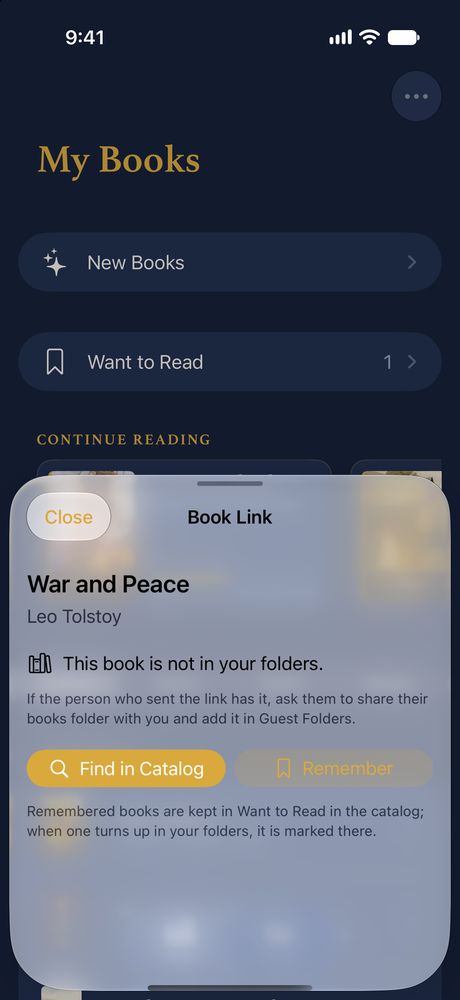 9:41
My Books
New Books
Want to Read 1
CONTINUE READING
Close
Book Link
War and Peace
Leo Tolstoy
This book is not in your folders.
If the person who sent the link has it, ask them to share their
books folder with you and add it in Guest Folders.
Find in Catalog
Remember
Remembered books are kept in Want to Read in the catalog;
when one turns up in your folders, it is marked there.